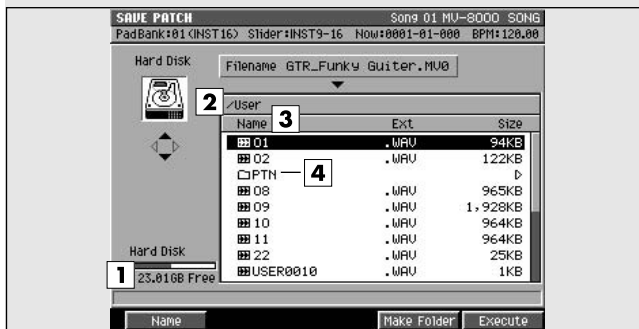 SAVE PATCH Song 01 MV-8000 SONG
PadBank:01(INST16) Slider:INST9-16 Now:0001-01-000 BPM:120.00
Hard Disk
Filename GTR_Funky Guiter.MV0
2 /User
Name 3 Ext Size
01 .WAV 94KB
02 .WAV 122KB
PTN 4
08 .WAV 965KB
09 .WAV 1,928KB
10 .WAV 964KB
11 .WAV 964KB
22 .WAV 25KB
USER0010 .WAV 1KB
Hard Disk
1 23.01GB Free
Name Make Folder Execute